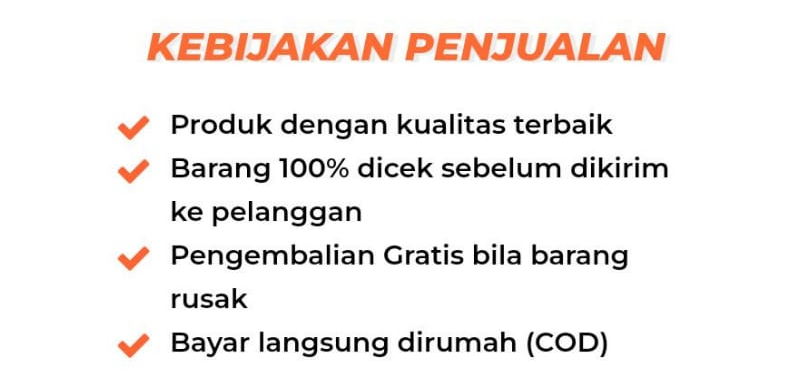 KEBIJAKAN PENJUALAN
Produk dengan kualitas terbaik
Barang 100% dicek sebelum dikirim
ke pelanggan
Pengembalian Gratis bila barang
rusak
Bayar langsung dirumah (COD)